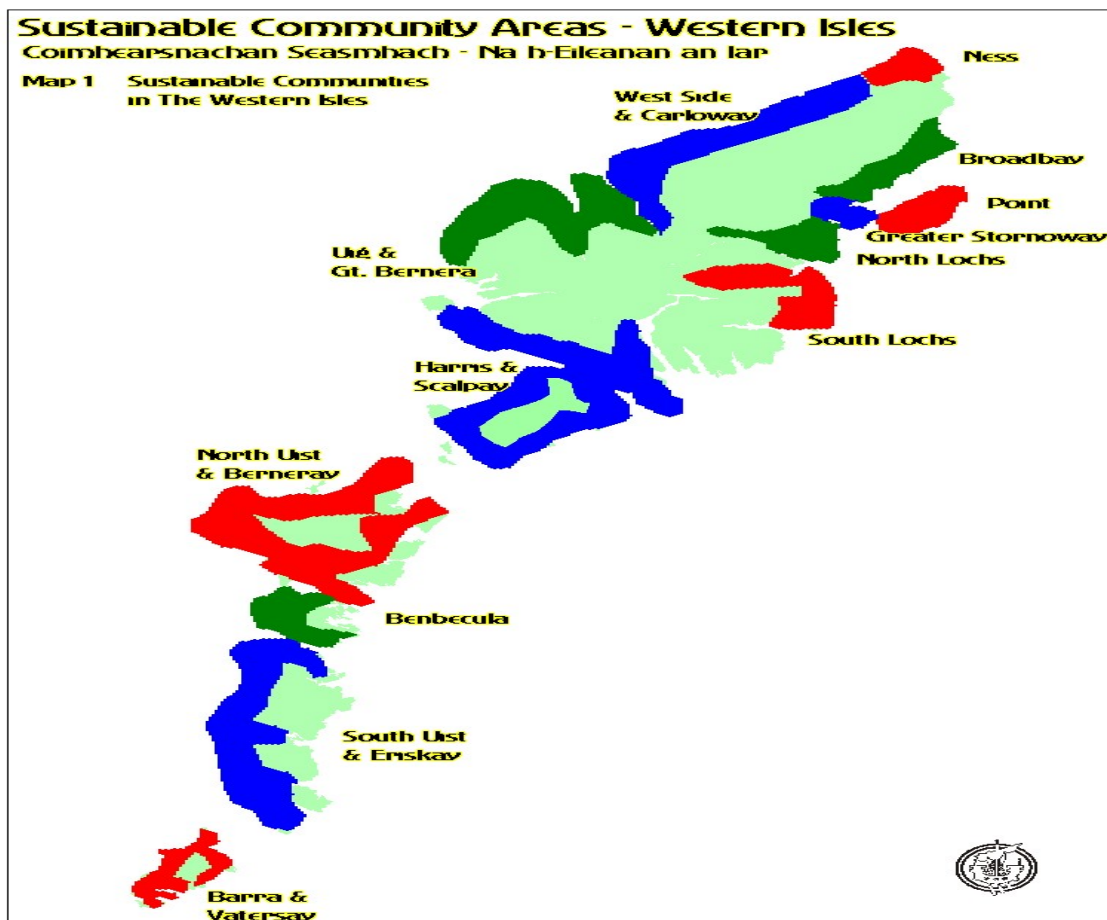 Sustainable Community Areas - Western Isles
Coimhearsnachan Seasmhach - Na h-Eileanan an Iar
Map 1 Sustainable Communities
in The Western Isles
Ness
West Side
& Carloway
Broadbay
Point
Greater Stornoway
North Lochs
Uig &
Gt. Bernera
South Lochs
Harris &
Scalpay
North Uist
& Berneray
Benbecula
South Uist
& Eriskay
Barra &
Vatersay